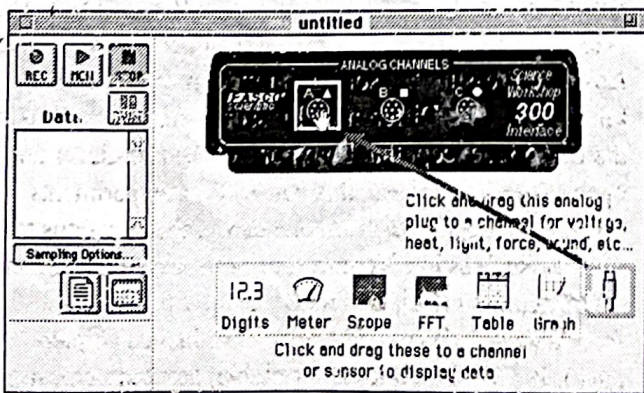 untitled
REC
MON
STOP
Data
Sampling Options...
ANALOG CHANNELS
PASCO
scientific
A
B
C
Science
Workshop
300
Interface
Click and drag this analog
plug to a channel for voltage,
heat, light, force, sound, etc...
12.3
Digits
Meter
Scope
FFT
Table
Graph
Click and drag these to a channel
or sensor to display data